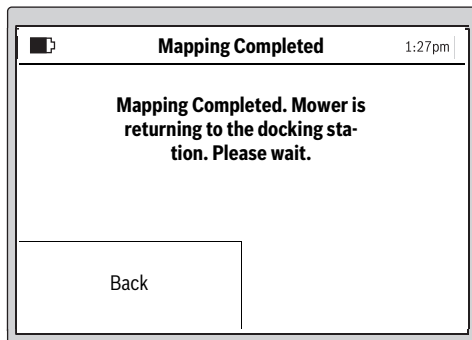 Mapping Completed 1:27pm
Mapping Completed. Mower is
returning to the docking sta-
tion. Please wait.
Back